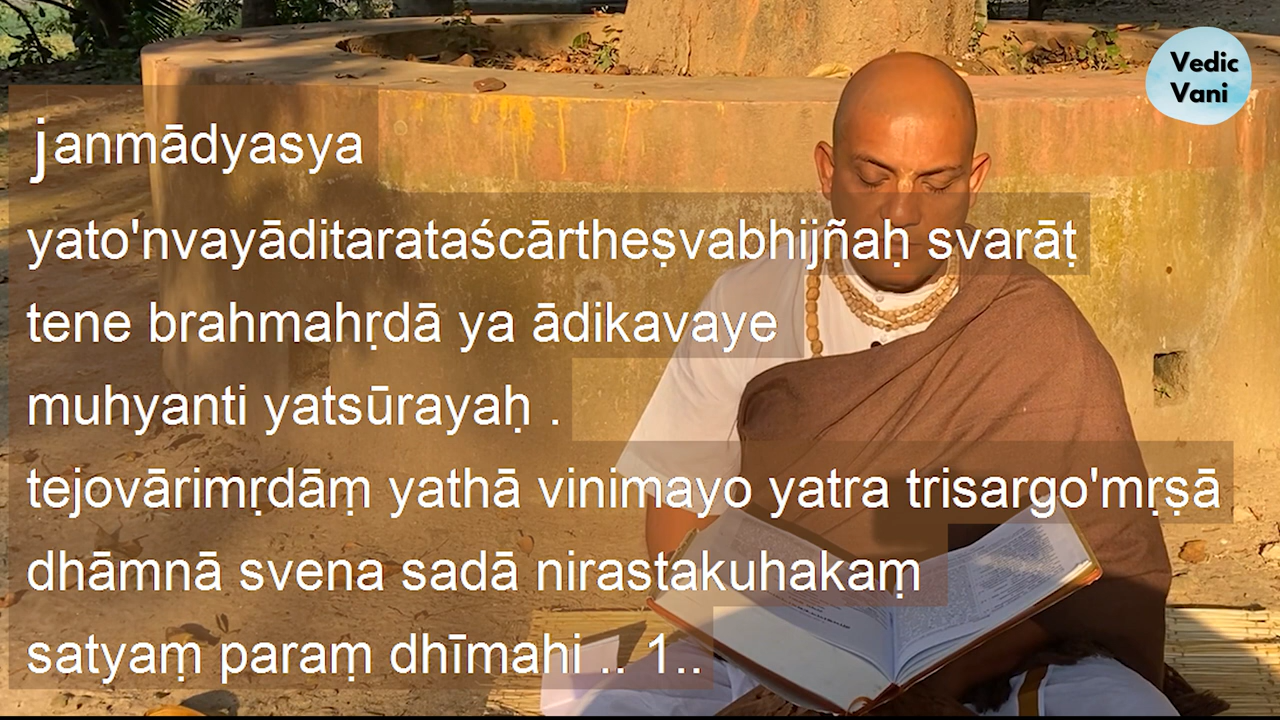 janmādyasya
yato'nvayāditarataścārtheṣvabhijñaḥ svarāṭ
tene brahmahṛdā ya ādikavaye
muhyanti yatsūrayaḥ .
tejovārimṛdāṃ yathā vinimayo yatra trisargo'mṛṣā
dhāmnā svena sadā nirastakuhakaṃ
satyaṃ paraṃ dhīmahi .. 1..
Vedic
Vani